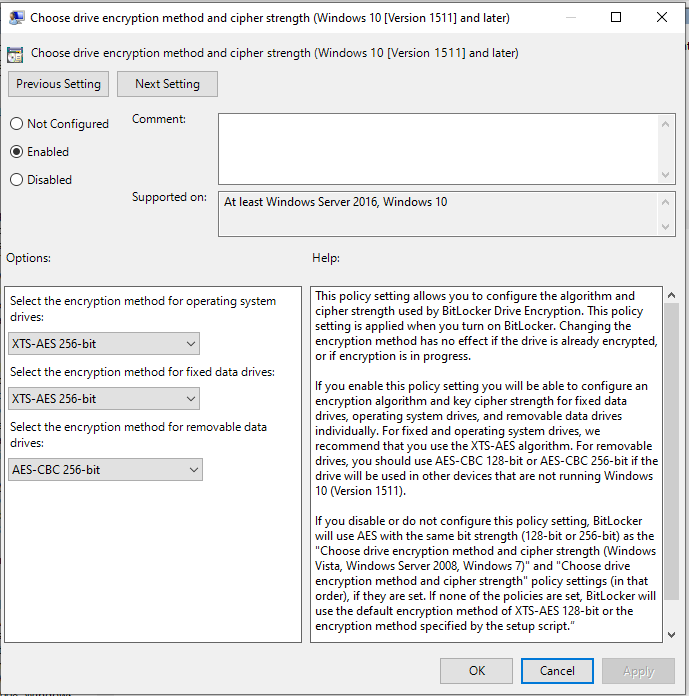 Choose drive encryption method and cipher strength (Windows 10 [Version 1511] and later)
Choose drive encryption method and cipher strength (Windows 10 [Version 1511] and later)
Previous Setting
Next Setting
Not Configured
Enabled
Disabled
Comment:
Supported on:
At least Windows Server 2016, Windows 10
Options:
Help:
Select the encryption method for operating system
drives:
XTS-AES 256-bit
Select the encryption method for fixed data drives:
XTS-AES 256-bit
Select the encryption method for removable data
drives:
AES-CBC 256-bit
This policy setting allows you to configure the algorithm and
cipher strength used by BitLocker Drive Encryption. This policy
setting is applied when you turn on BitLocker. Changing the
encryption method has no effect if the drive is already encrypted,
or if encryption is in progress.
If you enable this policy setting you will be able to configure an
encryption algorithm and key cipher strength for fixed data
drives, operating system drives, and removable data drives
individually. For fixed and operating system drives, we
recommend that you use the XTS-AES algorithm. For removable
drives, you should use AES-CBC 128-bit or AES-CBC 256-bit if the
drive will be used in other devices that are not running Windows
10 (Version 1511).
If you disable or do not configure this policy setting, BitLocker
will use AES with the same bit strength (128-bit or 256-bit) as the
"Choose drive encryption method and cipher strength (Windows
Vista, Windows Server 2008, Windows 7)" and "Choose drive
encryption method and cipher strength" policy settings (in that
order), if they are set. If none of the policies are set, BitLocker will
use the default encryption method of XTS-AES 128-bit or the
encryption method specified by the setup script."
OK
Cancel
Apply